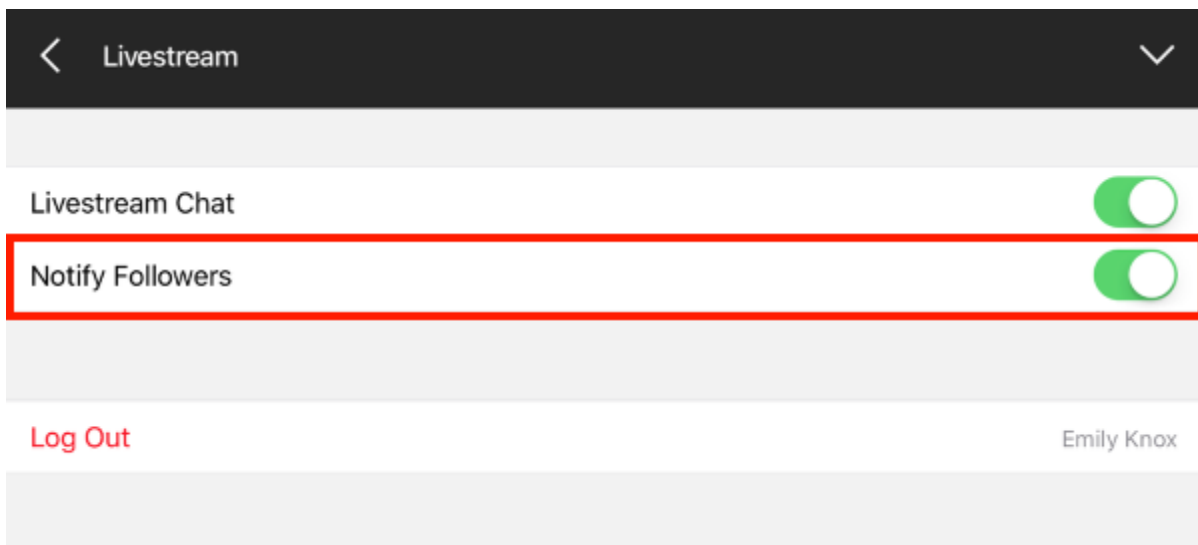 Livestream
Livestream Chat
Notify Followers
Log Out
Emily Knox